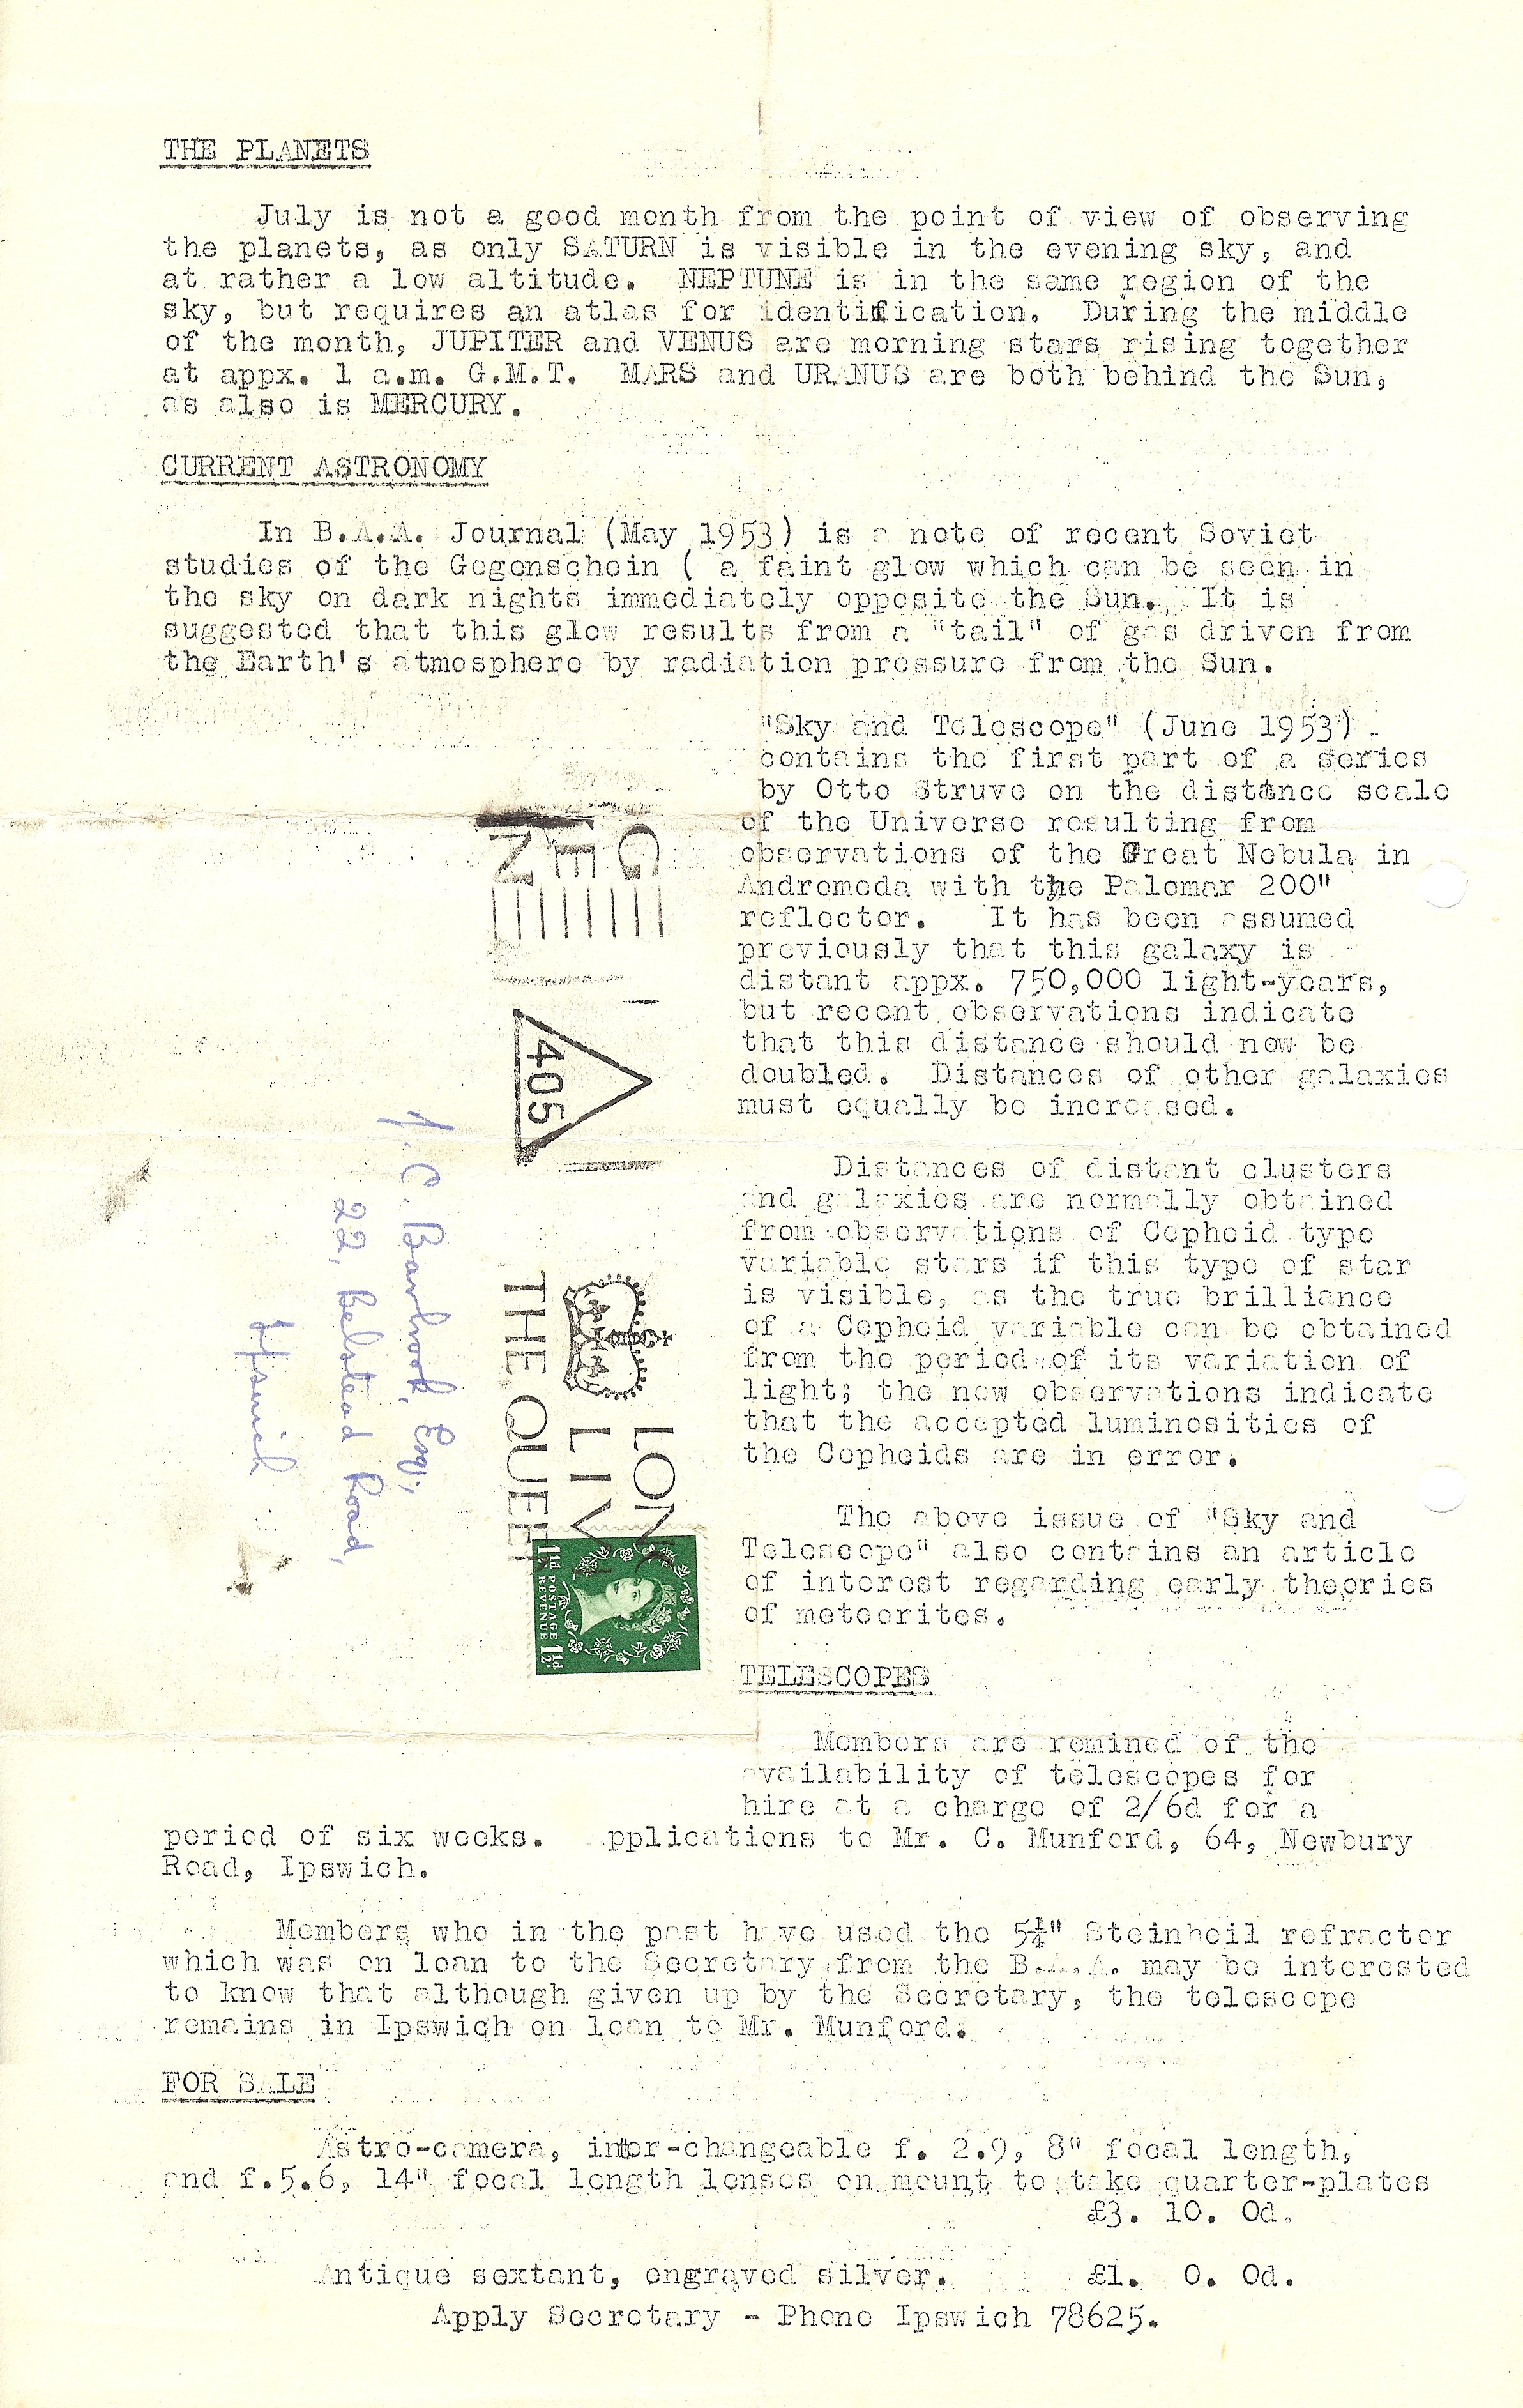 THE PLANETS
July is not a good month from the point of view of observing
the planets, as only SATURN is visible in the evening sky, and
at rather a low altitude. NEPTUNE is in the same region of the
sky, but requires an atlas for identification. During the middle
of the month, JUPITER and VENUS are morning stars rising together
at appx. 1 a.m. G.M.T. MARS and URANUS are both behind the Sun,
as also is MERCURY.
CURRENT ASTRONOMY
In B.A.A. Journal (May 1953) is a note of recent Soviet
studies of the Gegenschein ( a faint glow which can be seen in
the sky on dark nights immediately opposite the Sun. It is
suggested that this glow results from a "tail" of gas driven from
the Earth's atmosphere by radiation pressure from the Sun.
"Sky and Telescope" (June 1953)
contains the first part of a series
by Otto Struve on the distance scale
of the Universe resulting from
observations of the Great Nebula in
Andromeda with the Palomar 200"
reflector. It has been assumed
previously that this galaxy is
distant appx. 750,000 light-years,
but recent observations indicate
that this distance should now be
doubled. Distances of other galaxies
must equally be increased.
Distances of distant clusters
and galaxies are normally obtained
from observations of Cepheid type
variable stars if this type of star
is visible, as the true brilliance
of a Cepheid variable can be obtained
from the period of its variation of
light; the new observations indicate
that the accepted luminosities of
the Cepheids are in error.
The above issue of "Sky and
Telescope" also contains an article
of interest regarding early theories
of meteorites.
TELESCOPES
Members are remined of the
availability of telescopes for
hire at a charge of 2/6d for a
period of six weeks. Applications to Mr. C. Munford, 64, Newbury
Road, Ipswich.
Members who in the past have used the 5¼" Steinheil refractor
which was on loan to the Secretary from the B.A.A. may be interested
to know that although given up by the Secretary, the telescope
remains in Ipswich on loan to Mr. Munford.
FOR SALE
Astro-camera, inter-changeable f. 2.9, 8" focal length,
and f.5.6, 14" focal length lenses on mount to take quarter-plates
£3. 10. 0d.
Antique sextant, engraved silver. £1. 0. 0d.
Apply Secretary - Phone Ipswich 78625.
G
E
N
405
LON
LIV
THE QUEE
1½d POSTAGE REVENUE 1½d
J. C. Barbrook, Esq.,
22, Belstead Road,
Ipswich